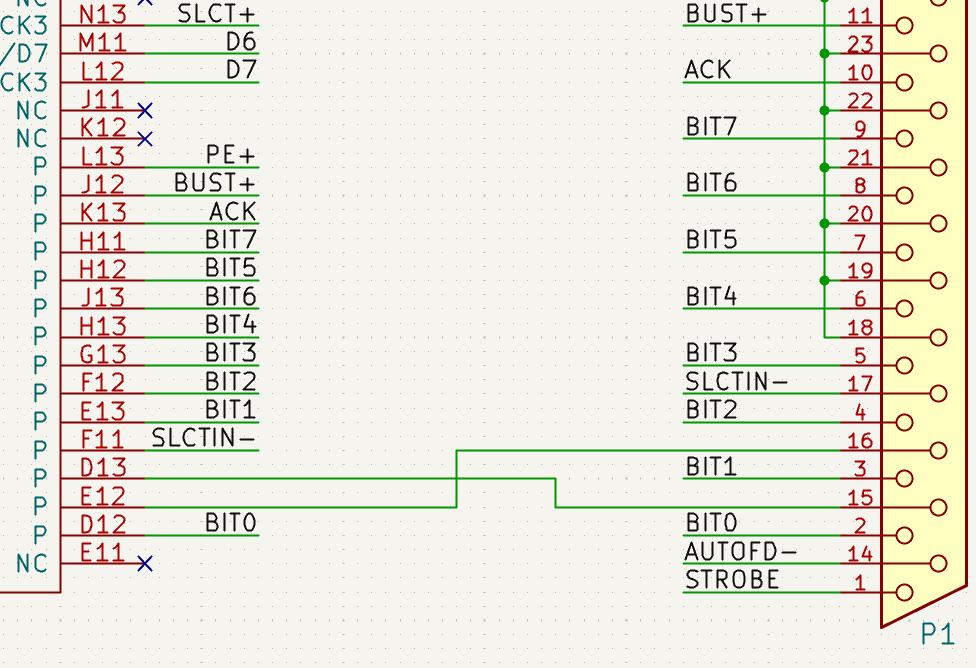 NC
CK3 N13 SLCT+
/D7 M11 D6
CK3 L12 D7
NC J11
NC K12
P L13 PE+
P J12 BUST+
P K13 ACK
P H11 BIT7
P H12 BIT5
P J13 BIT6
P H13 BIT4
P G13 BIT3
P F12 BIT2
P E13 BIT1
P F11 SLCTIN-
P D13
P E12
P D12 BIT0
NC E11
BUST+ 11
23
ACK 10
22
BIT7 9
21
BIT6 8
20
BIT5 7
19
BIT4 6
18
BIT3 5
SLCTIN- 17
BIT2 4
16
BIT1 3
15
BIT0 2
AUTOFD- 14
STROBE 1
P1